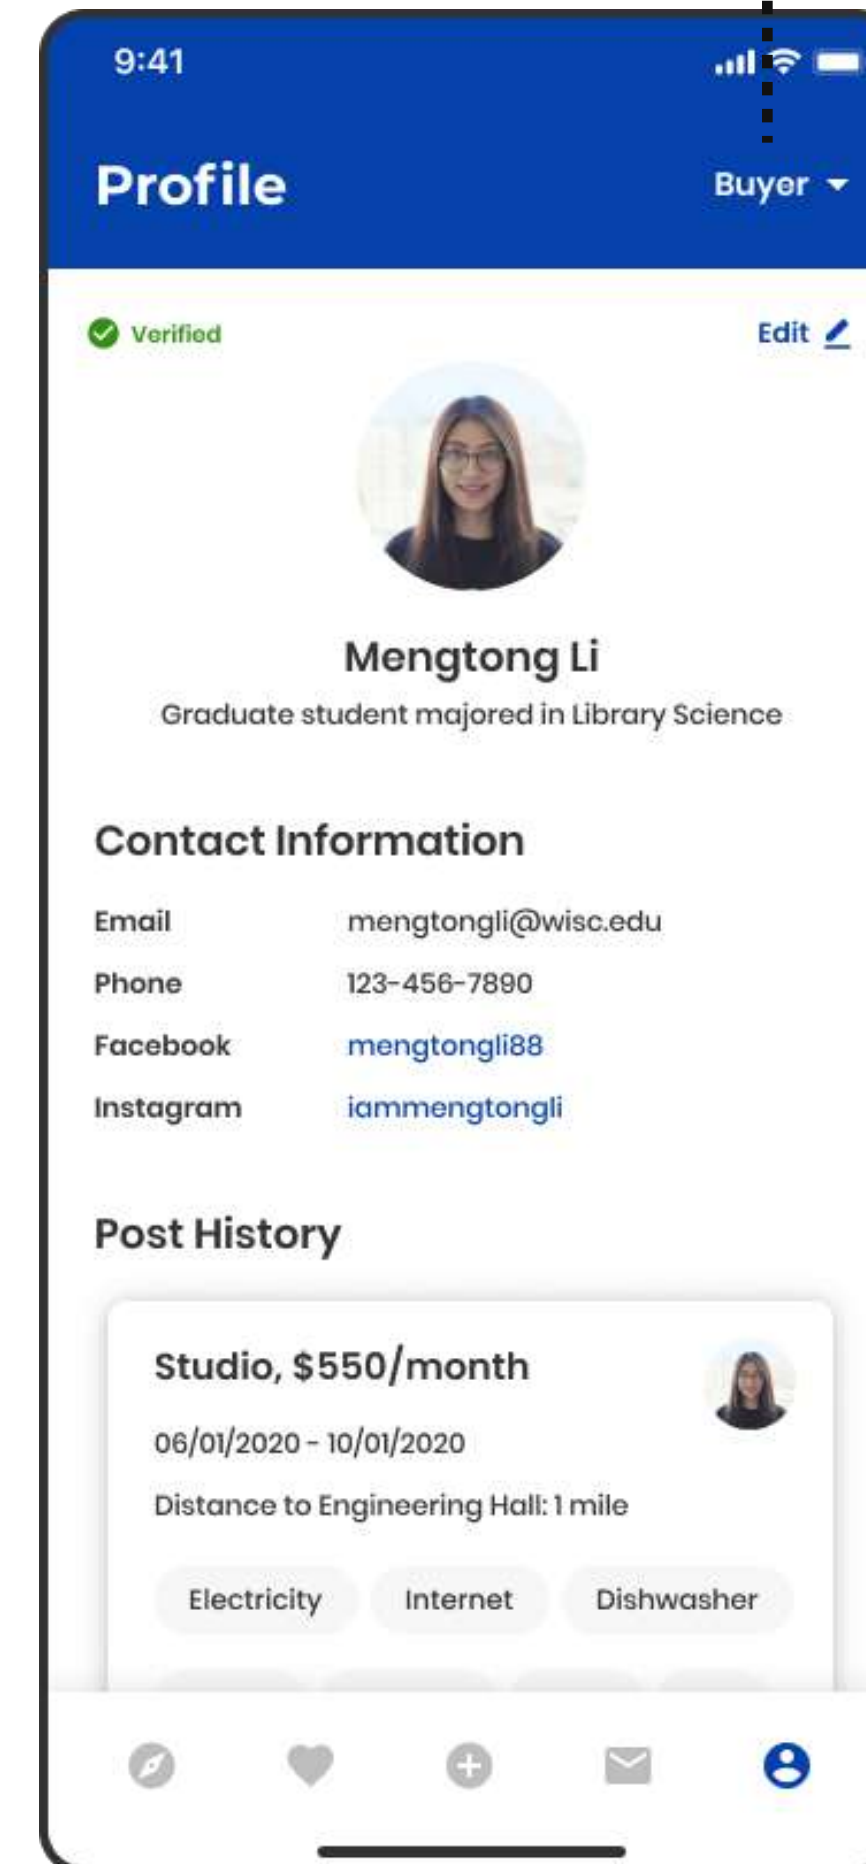 9:41
Profile
Buyer
Verified
Edit
Mengtong Li
Graduate student majored in Library Science
Contact Information
Email mengtongli@wisc.edu
Phone 123-456-7890
Facebook mengtongli88
Instagram iammengtongli
Post History
Studio, $550/month
06/01/2020 - 10/01/2020
Distance to Engineering Hall: 1 mile
Electricity Internet Dishwasher